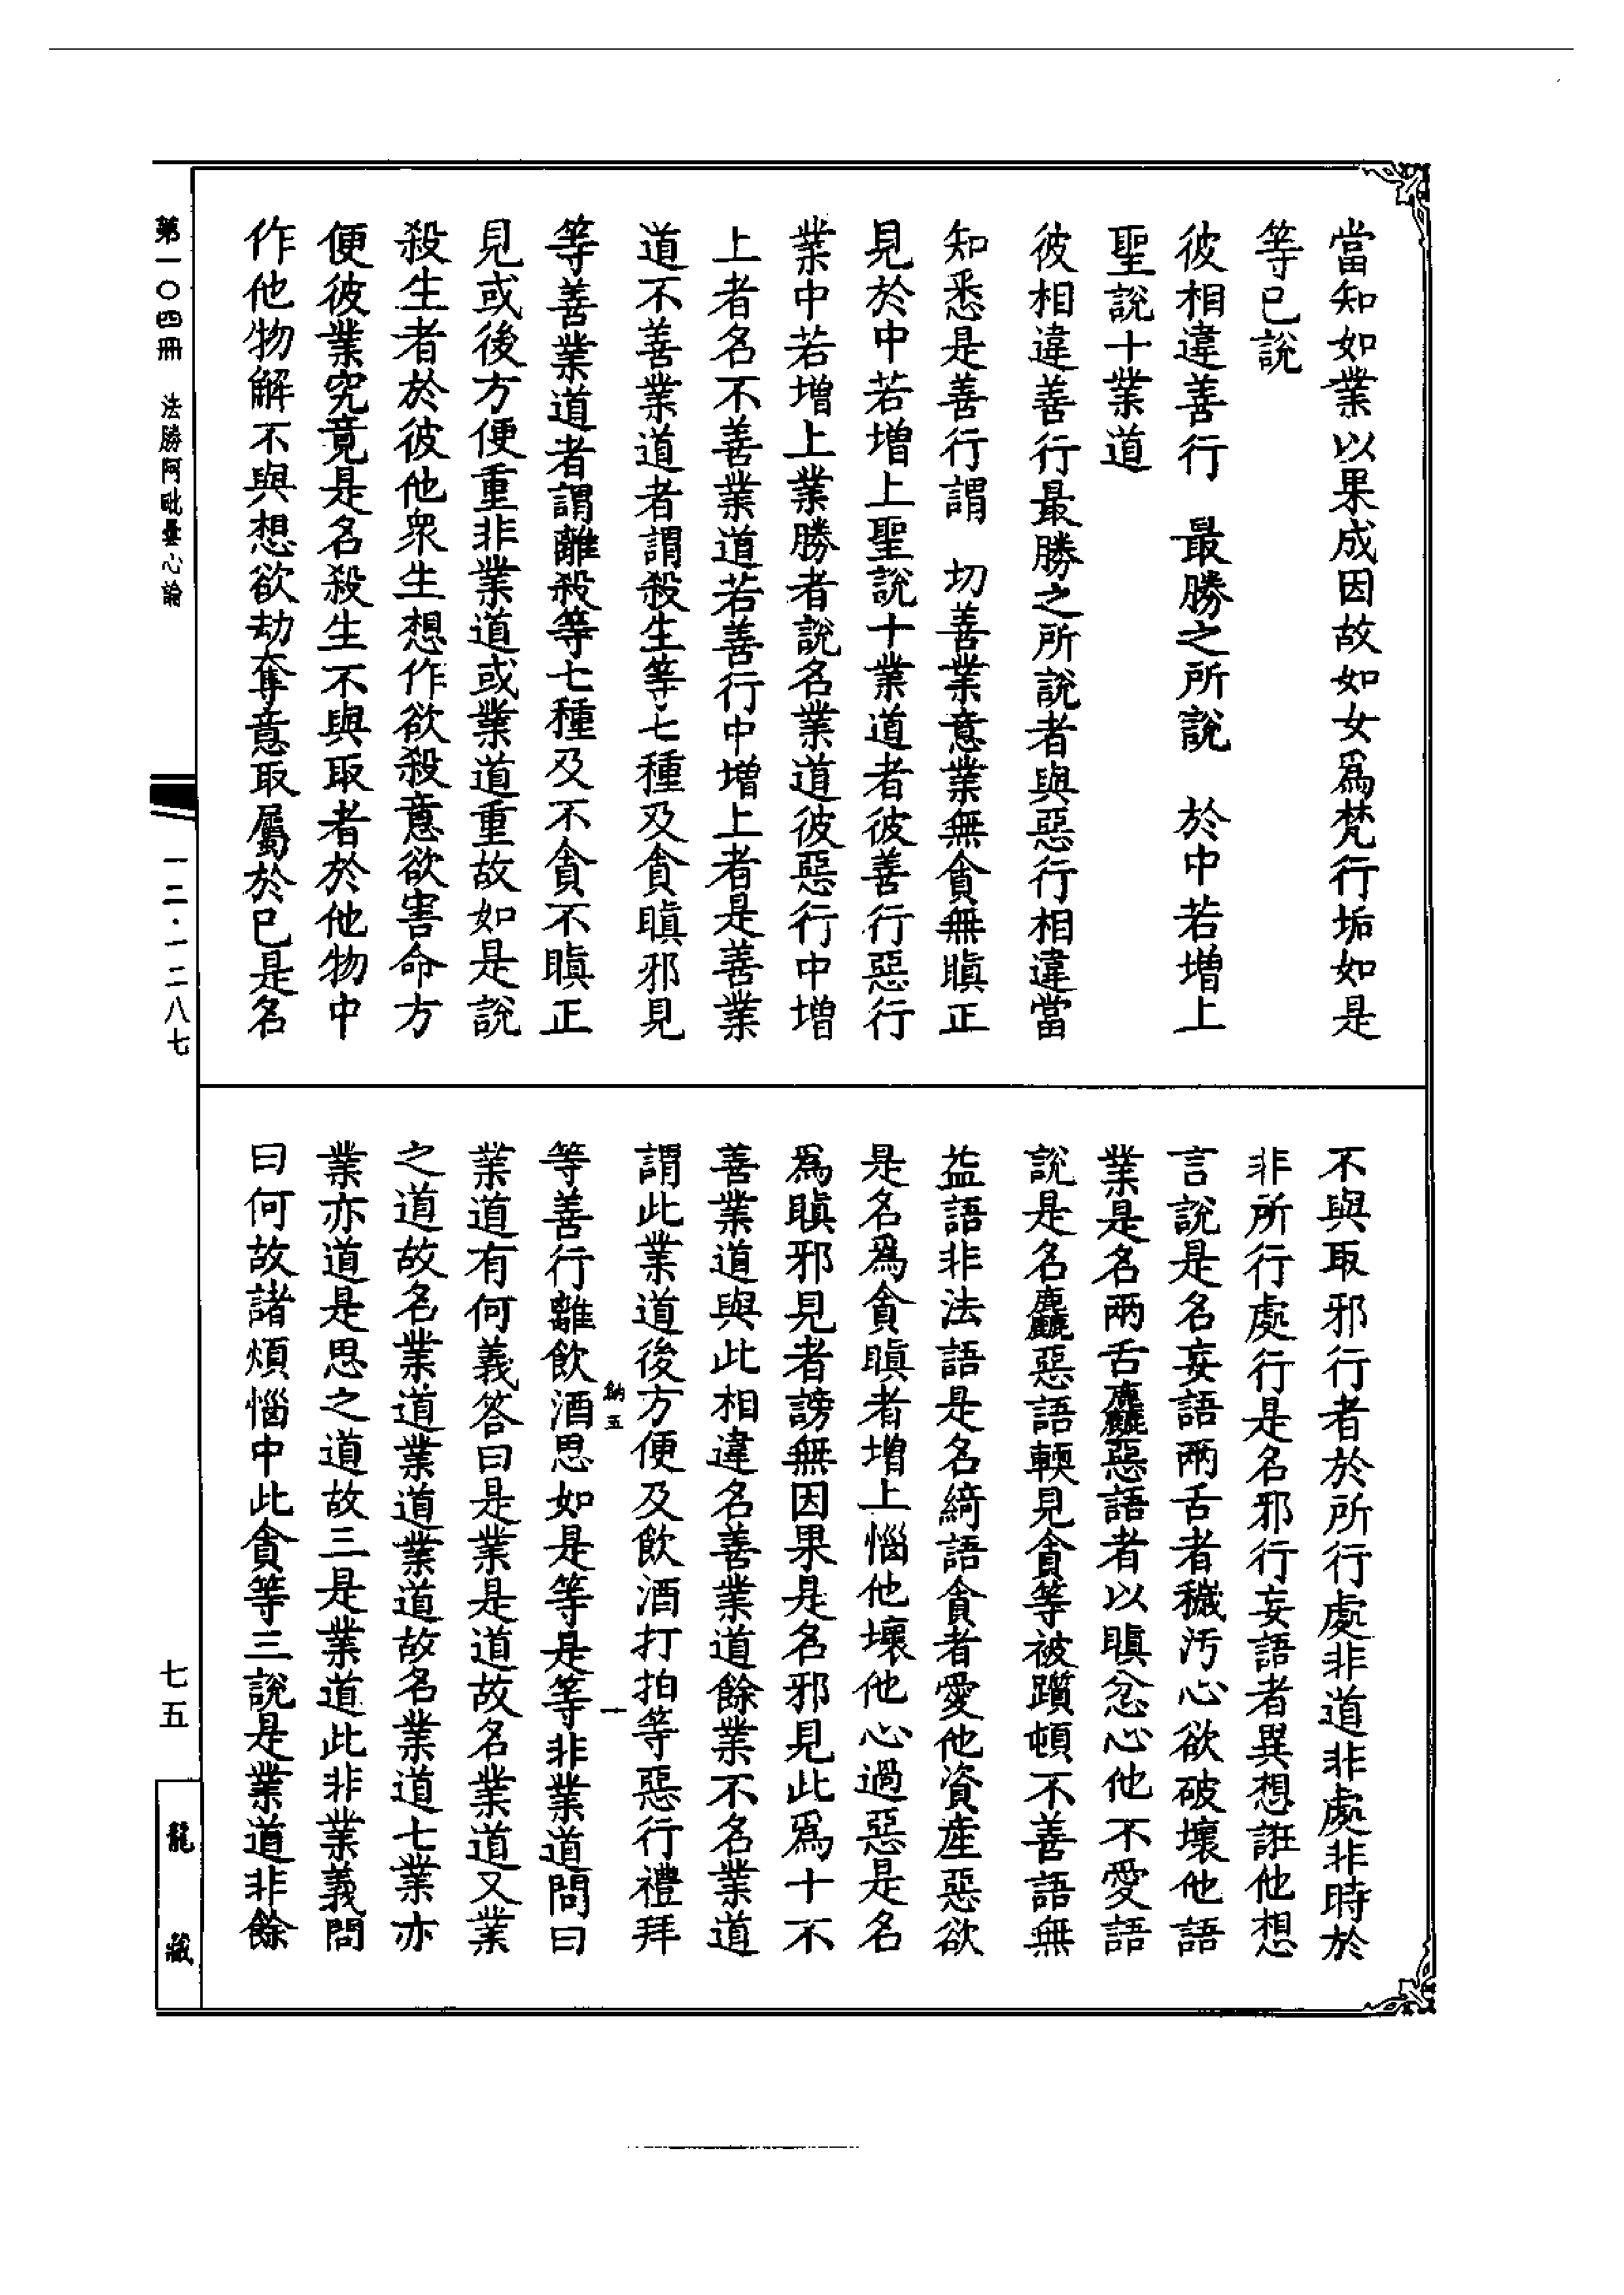 當知如業以果成因故如女爲梵行垢如是
等已說
彼相違善行　最勝之所說　於中若增上
聖說十業道
彼相違善行最勝之所說者與惡行相違當
知悉是善行謂　切善業意業無貪無瞋正
見於中若增上聖說十業道者彼善行惡行
業中若增上業勝者說名業道彼惡行中增
上者名不善業道若善行中增上者是善業
道不善業道者謂殺生等七種及貪瞋邪見
等善業道者謂離殺等七種及不貪不瞋正
見或後方便重非業道或業道重故如是說
殺生者於彼他衆生想作欲殺意欲害命方
便彼業究竟是名殺生不與取者於他物中
作他物解不與想欲劫奪意取屬於已是名
不與取邪行者於所行處非道非處非時於
非所行處行是名邪行妄語者異想誑他想
言說是名妄語兩舌者穢汚心欲破壞他語
業是名兩舌麤惡語者以瞋忿心他不愛語
說是名麤惡語輭見貪等被躓頓不善語無
益語非法語是名綺語貪者愛他資產惡欲
是名爲貪瞋者增上惱他壞他心過惡是名
爲瞋邪見者謗無因果是名邪見此爲十不
善業道與此相違名善業道餘業不名業道
謂此業道後方便及飲酒打拍等惡行禮拜
納五　一
等善行離飲酒思如是等是等非業道問曰
業道有何義答曰是業是道故名業道又業
之道故名業道業道業道故名業道七業亦
業亦道是思之道故三是業道此非業義問
曰何故諸煩惱中此貪等三說是業道非餘
第一〇四冊　法勝阿毗曇心論
一二・一二八七
七五
龍藏